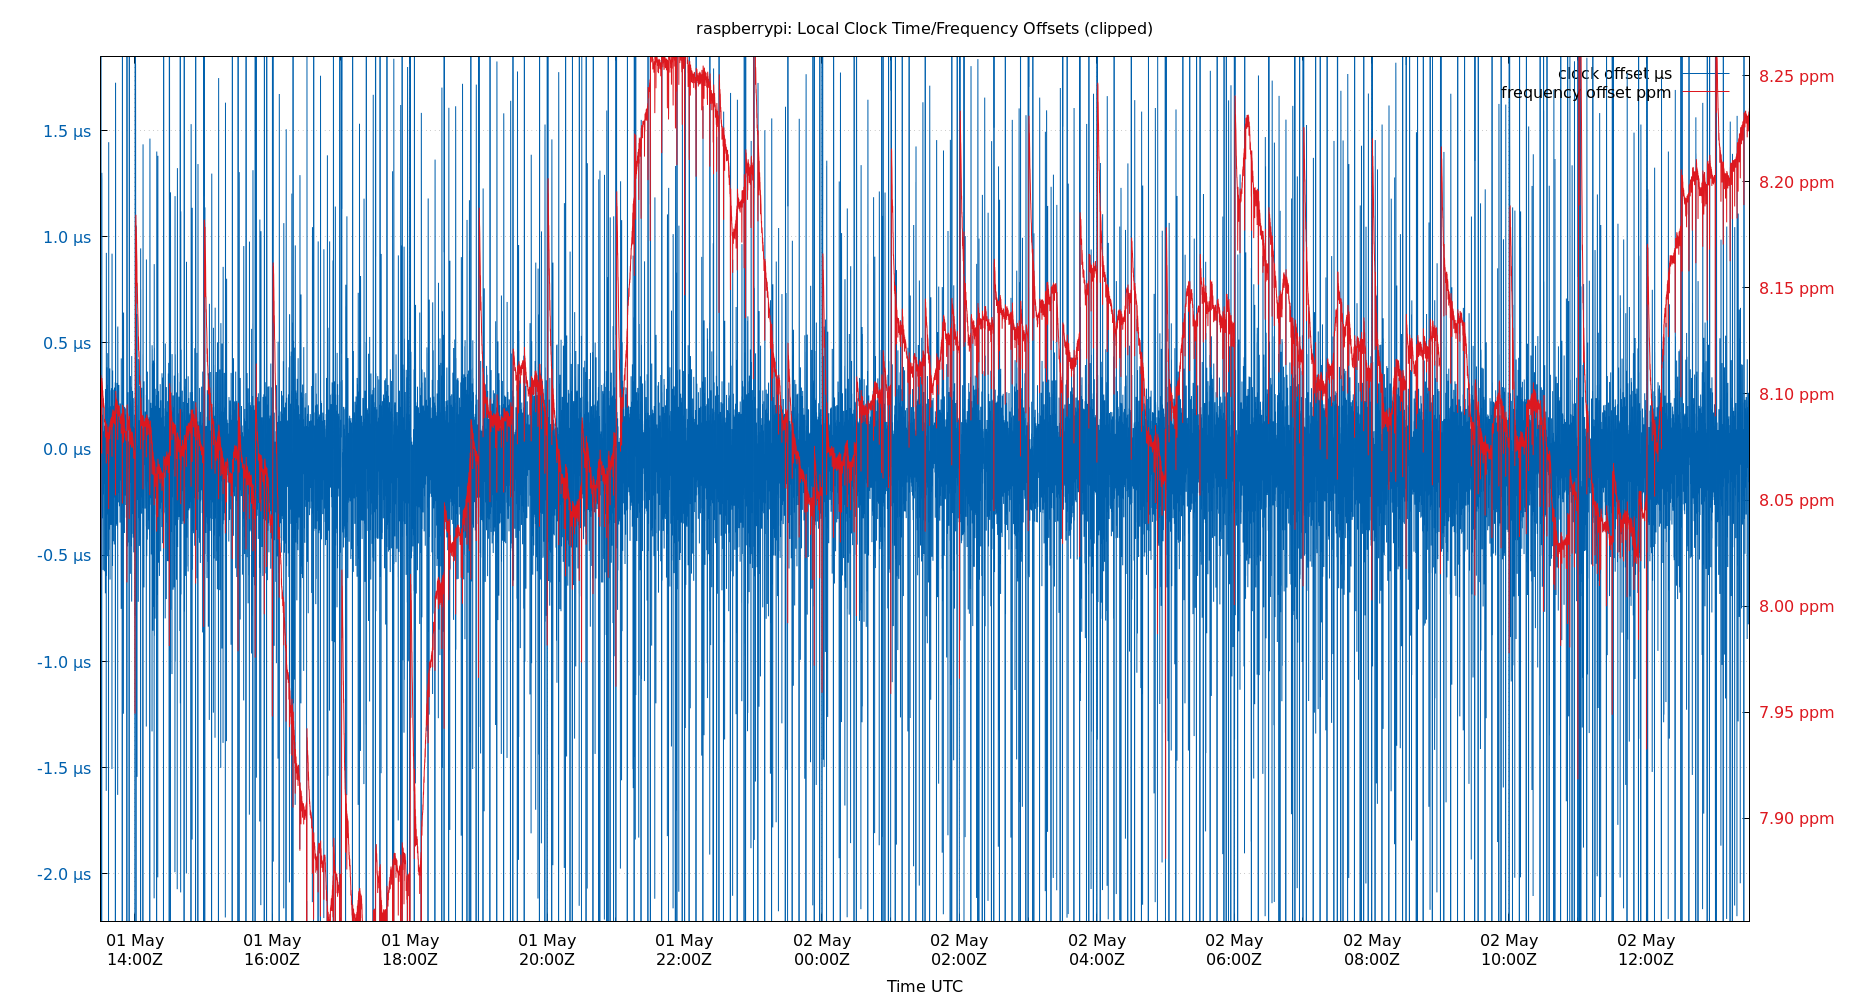 raspberrypi: Local Clock Time/Frequency Offsets (clipped)
clock offset µs
frequency offset ppm
1.5 µs
1.0 µs
0.5 µs
0.0 µs
-0.5 µs
-1.0 µs
-1.5 µs
-2.0 µs
8.25 ppm
8.20 ppm
8.15 ppm
8.10 ppm
8.05 ppm
8.00 ppm
7.95 ppm
7.90 ppm
01 May 01 May 01 May 01 May 01 May 02 May 02 May 02 May 02 May 02 May 02 May 02 May
14:00Z 16:00Z 18:00Z 20:00Z 22:00Z 00:00Z 02:00Z 04:00Z 06:00Z 08:00Z 10:00Z 12:00Z
Time UTC